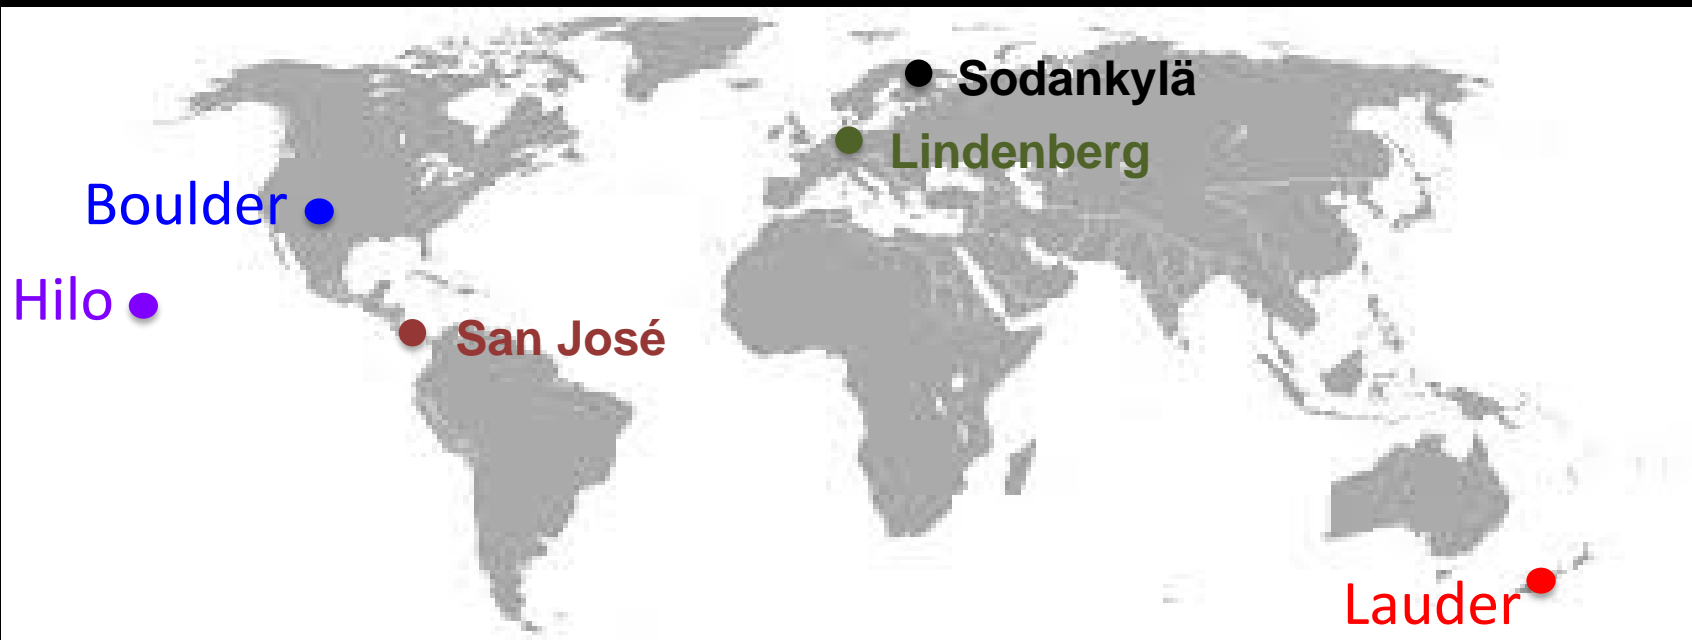 Sodankylä
Lindenberg
Boulder
Hilo
San José
Lauder